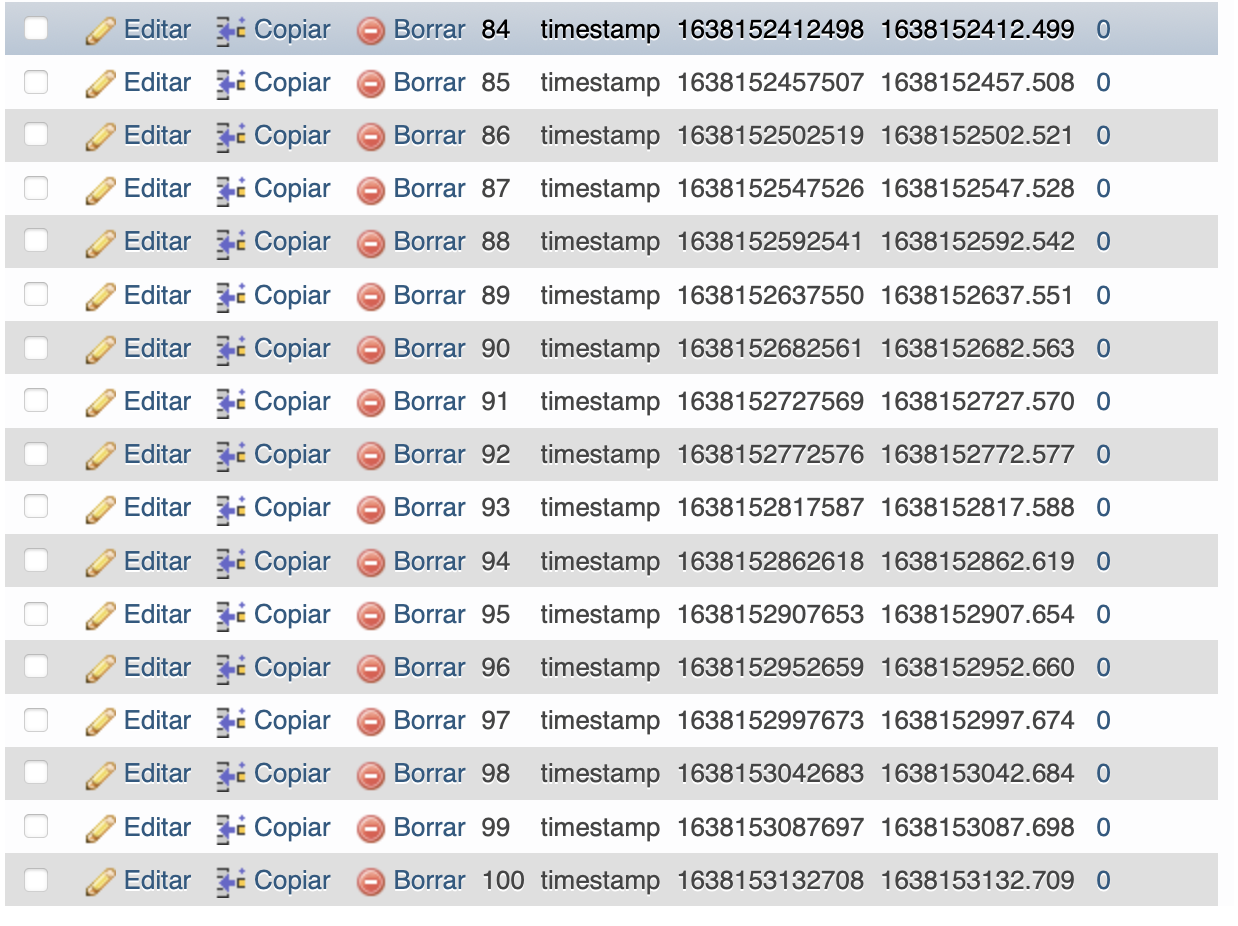 Editar Copiar Borrar 84 timestamp 1638152412498 1638152412.499 0
Editar Copiar Borrar 85 timestamp 1638152457507 1638152457.508 0
Editar Copiar Borrar 86 timestamp 1638152502519 1638152502.521 0
Editar Copiar Borrar 87 timestamp 1638152547526 1638152547.528 0
Editar Copiar Borrar 88 timestamp 1638152592541 1638152592.542 0
Editar Copiar Borrar 89 timestamp 1638152637550 1638152637.551 0
Editar Copiar Borrar 90 timestamp 1638152682561 1638152682.563 0
Editar Copiar Borrar 91 timestamp 1638152727569 1638152727.570 0
Editar Copiar Borrar 92 timestamp 1638152772576 1638152772.577 0
Editar Copiar Borrar 93 timestamp 1638152817587 1638152817.588 0
Editar Copiar Borrar 94 timestamp 1638152862618 1638152862.619 0
Editar Copiar Borrar 95 timestamp 1638152907653 1638152907.654 0
Editar Copiar Borrar 96 timestamp 1638152952659 1638152952.660 0
Editar Copiar Borrar 97 timestamp 1638152997673 1638152997.674 0
Editar Copiar Borrar 98 timestamp 1638153042683 1638153042.684 0
Editar Copiar Borrar 99 timestamp 1638153087697 1638153087.698 0
Editar Copiar Borrar 100 timestamp 1638153132708 1638153132.709 0